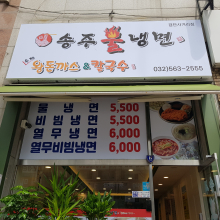 송주불냉면
왕돈까스&칼국수
032)563-2555
물냉면 5,500
비빔냉면 5,500
열무냉면 6,000
열무비빔냉면 6,000